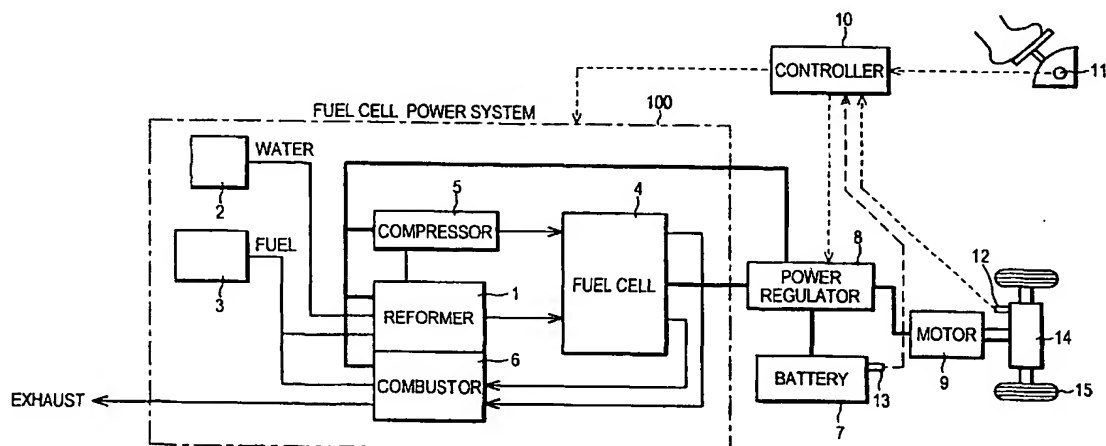 10
CONTROLLER
11
FUEL CELL POWER SYSTEM
100
WATER
2
5
COMPRESSOR
4
FUEL
3
1
REFORMER
FUEL CELL
8
POWER
REGULATOR
12
6
COMBUSTOR
MOTOR
9
14
BATTERY
13
7
15
EXHAUST